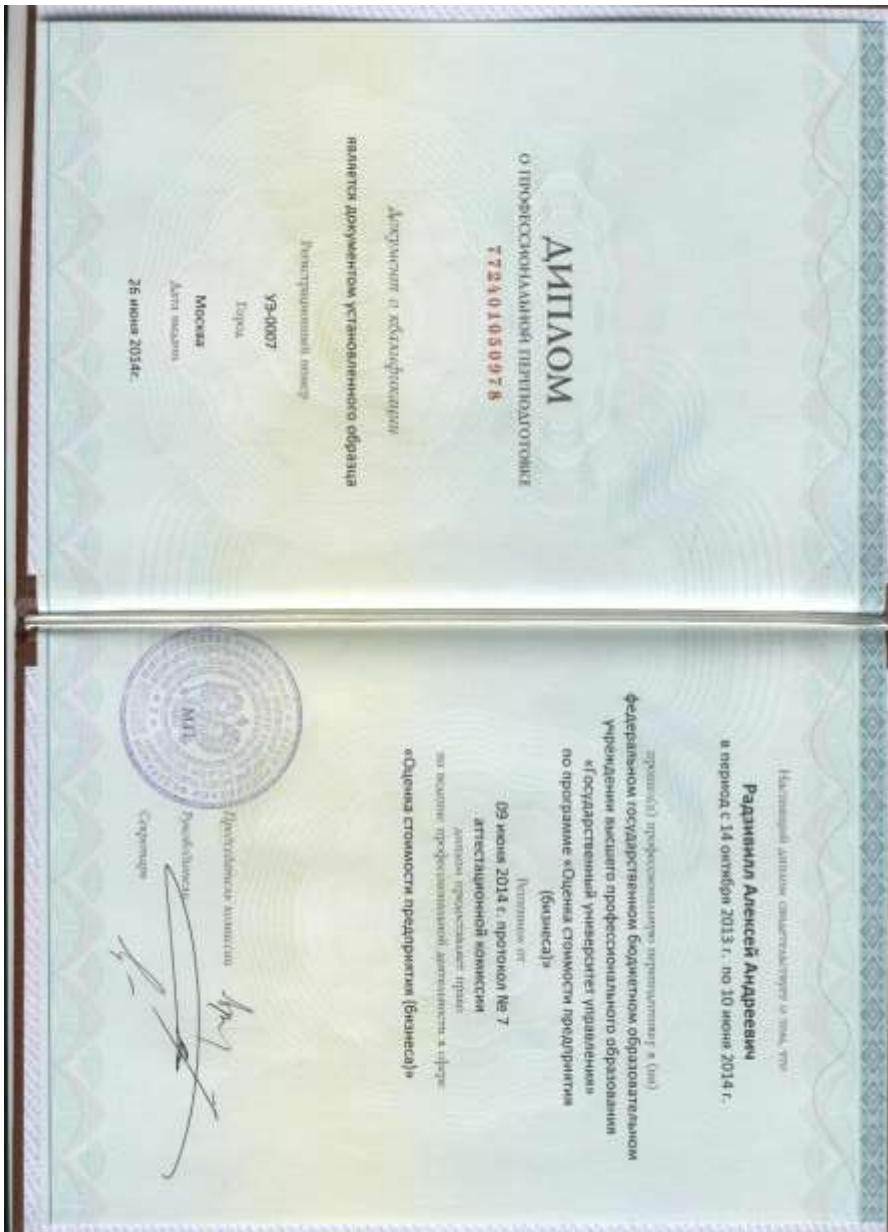 ДИПЛОМ
О ПРОФЕССИОНАЛЬНОЙ ПЕРЕПОДГОТОВКЕ
772401050978
Документ о квалификации
является документом установленного образца
Регистрационный номер
УЭ-0007
Город
Москва
Дата выдачи
26 июня 2014г.
Настоящий диплом свидетельствует о том, что
Радзивилл Алексей Андреевич
в период с 14 октября 2013 г. по 10 июня 2014 г.
прошел(а) профессиональную переподготовку в (на)
федеральном государственном бюджетном образовательном
учреждении высшего профессионального образования
«Государственный университет управления»
по программе «Оценка стоимости предприятия
(бизнеса)»
Решением от
09 июня 2014 г. протокол № 7
аттестационной комиссии
диплом предоставляет право
на ведение профессиональной деятельности в сфере
«Оценка стоимости предприятия (бизнеса)»
Председатель комиссии
М.П.
Руководитель
Секретарь